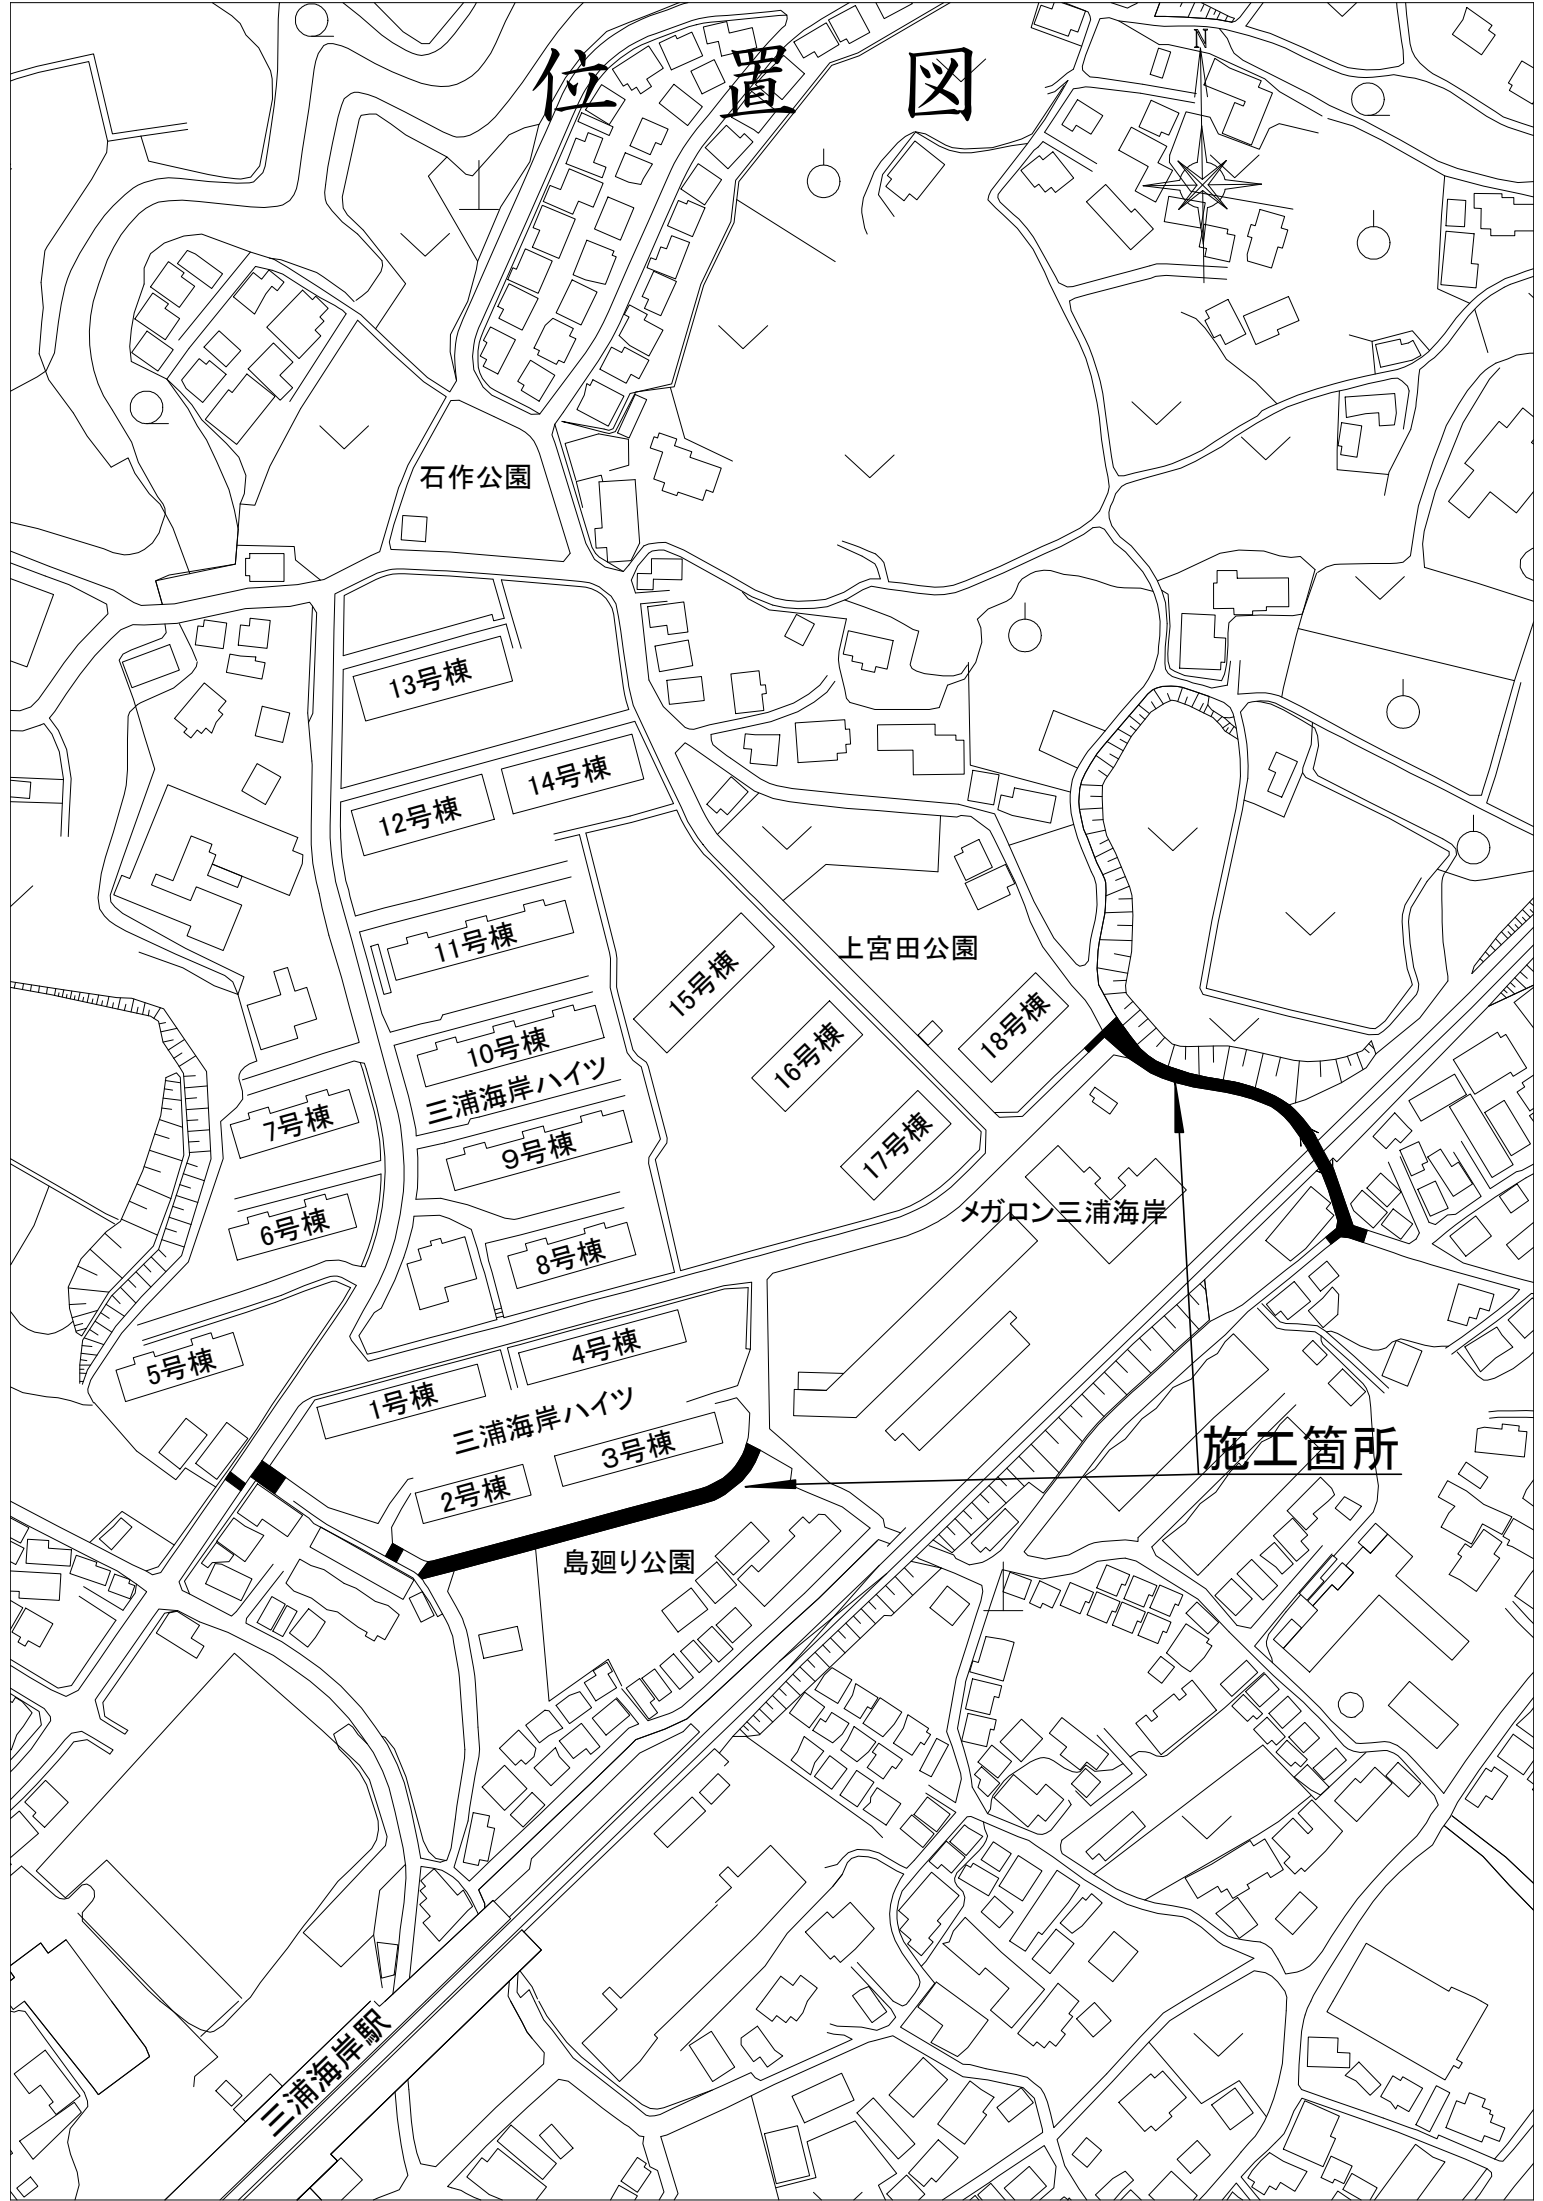 位置図
N
石作公園
13号棟
14号棟
12号棟
11号棟
上宮田公園
15号棟
18号棟
10号棟
16号棟
三浦海岸ハイツ
7号棟
9号棟
17号棟
メガロン三浦海岸
6号棟
8号棟
4号棟
5号棟
1号棟
三浦海岸ハイツ
3号棟
施工箇所
2号棟
島廻り公園
三浦海岸駅